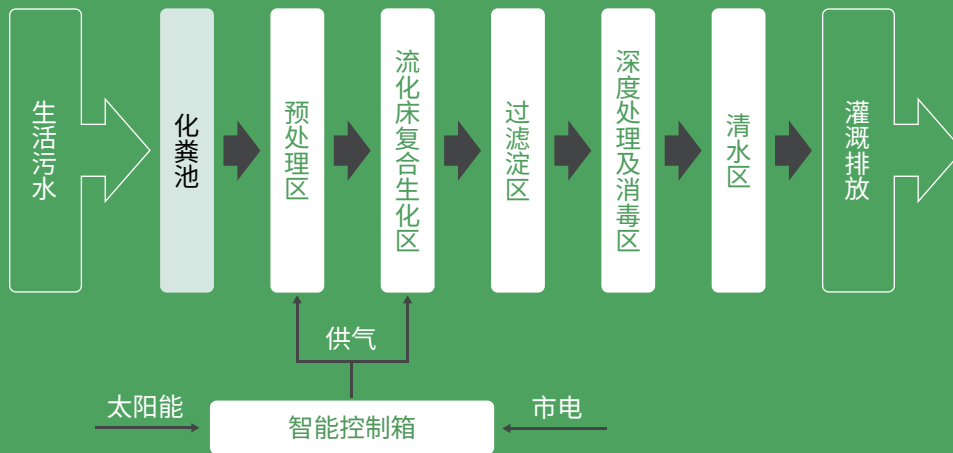 生活污水
化粪池
预处理区
流化床复合生化区
过滤淀区
深度处理及消毒区
清水区
灌溉排放
供气
太阳能
市电
智能控制箱